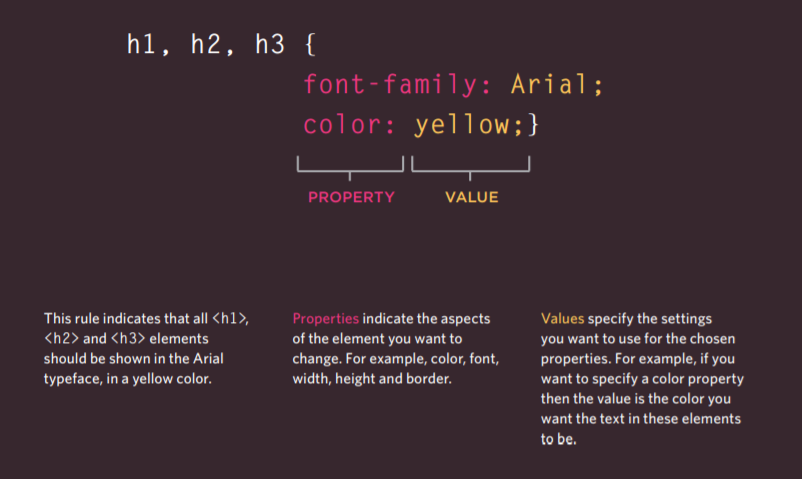 h1, h2, h3 {
font-family: Arial;
color: yellow;}
PROPERTY VALUE
This rule indicates that all <h1>,
<h2> and <h3> elements
should be shown in the Arial
typeface, in a yellow color.
Properties indicate the aspects
of the element you want to
change. For example, color, font,
width, height and border.
Values specify the settings
you want to use for the chosen
properties. For example, if you
want to specify a color property
then the value is the color you
want the text in these elements
to be.